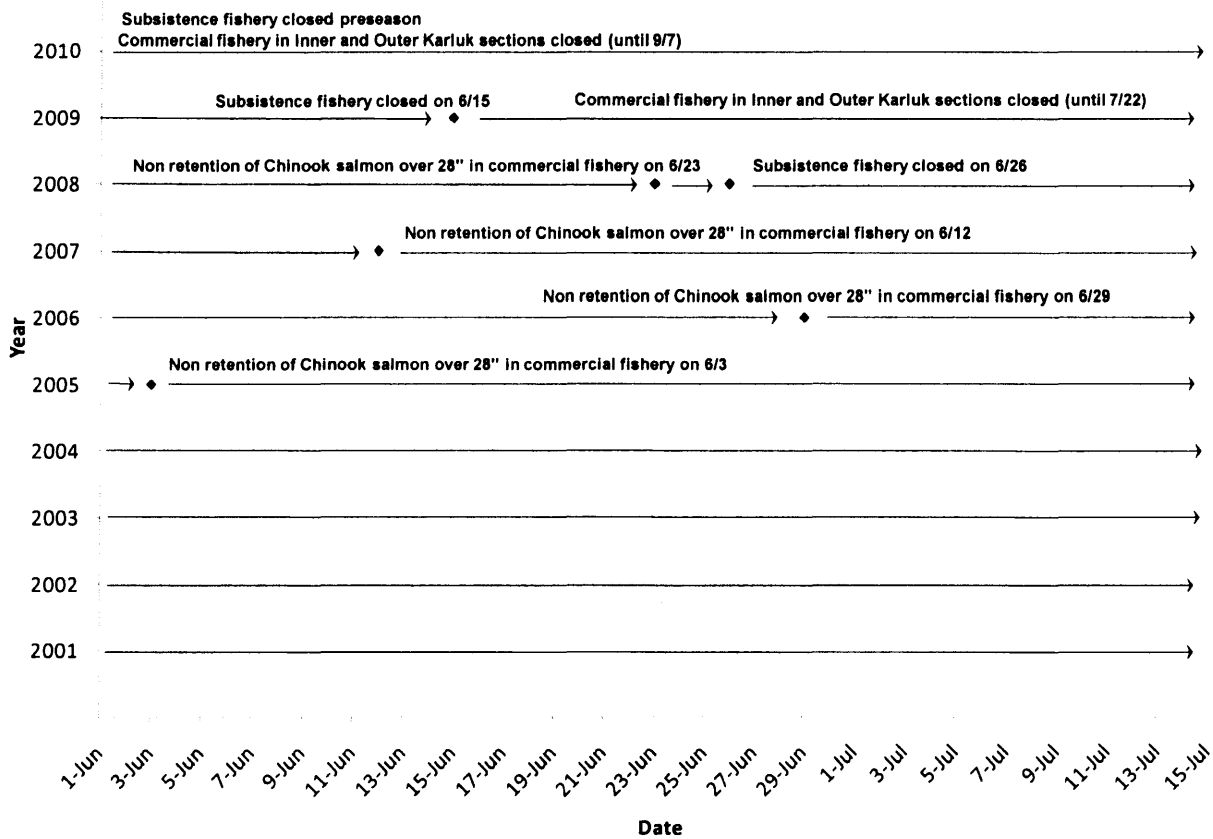 Subsistence fishery closed preseason
Commercial fishery in Inner and Outer Karluk sections closed (until 9/7)
2010
Subsistence fishery closed on 6/15
Commercial fishery in Inner and Outer Karluk sections closed (until 7/22)
2009
Non retention of Chinook salmon over 28" in commercial fishery on 6/23
Subsistence fishery closed on 6/26
2008
Non retention of Chinook salmon over 28" in commercial fishery on 6/12
2007
Non retention of Chinook salmon over 28" in commercial fishery on 6/29
2006
Year
Non retention of Chinook salmon over 28" in commercial fishery on 6/3
2005
2004
2003
2002
2001
1-Jun
3-Jun
5-Jun
7-Jun
9-Jun
11-Jun
13-Jun
15-Jun
17-Jun
19-Jun
21-Jun
23-Jun
25-Jun
27-Jun
29-Jun
1-Jul
3-Jul
5-Jul
7-Jul
9-Jul
11-Jul
13-Jul
15-Jul
Date